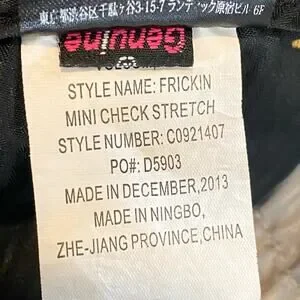 東京都渋谷区千駄ヶ谷3-15-7ランディック原宿ビル 6F
Genuine
STYLE NAME: FRICKIN
MINI CHECK STRETCH
STYLE NUMBER: C0921407
PO#: D5903
MADE IN DECEMBER,2013
MADE IN NINGBO,
ZHE-JIANG PROVINCE,CHINA